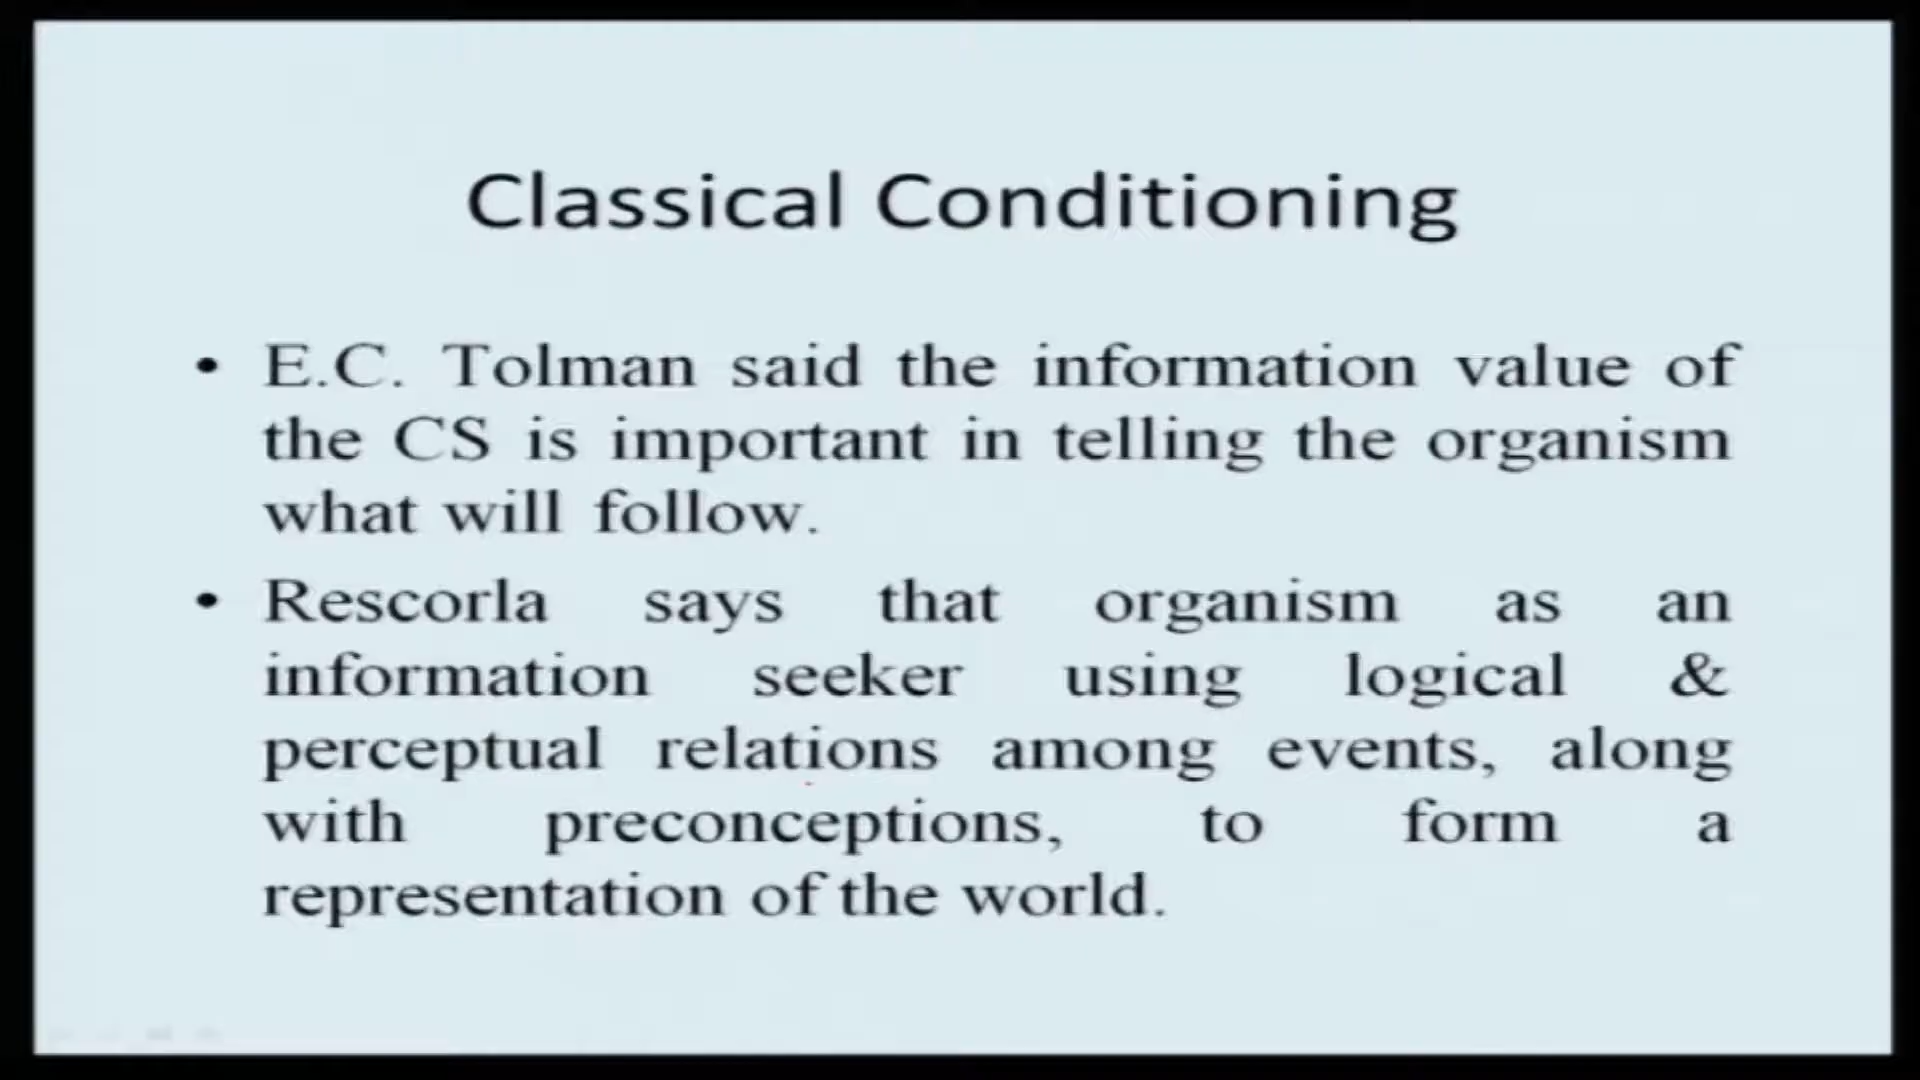 Classical Conditioning
• E.C. Tolman said the information value of
the CS is important in telling the organism
what will follow.
• Rescorla says that organism as an
information seeker using logical &
perceptual relations among events, along
with preconceptions, to form a
representation of the world.